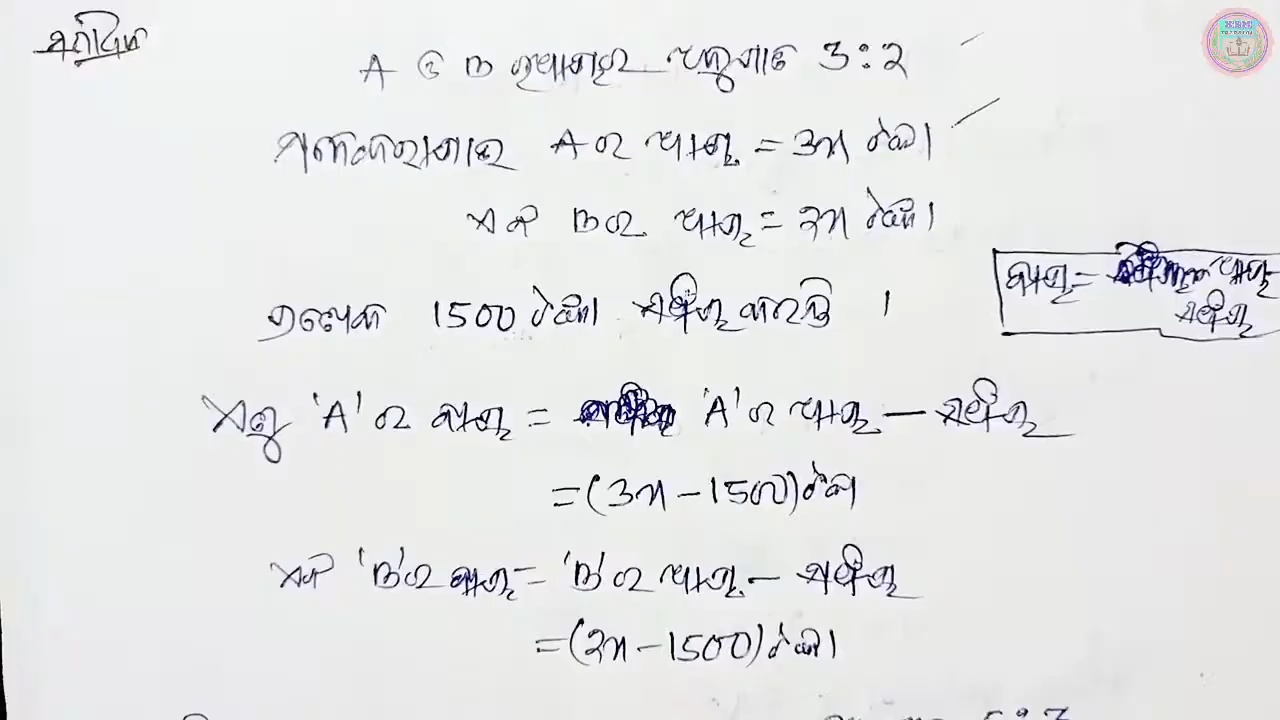 A ଓ B ର ଆୟର ଅନୁପାତ 3:2
ମନେକରାଯାଉ A ର ଆୟ = 3x ଟଙ୍କା
ଏବଂ B ର ଆୟ = 2x ଟଙ୍କା
ପ୍ରତ୍ୟେକ 1500 ଟଙ୍କା ସଞ୍ଚୟ କରନ୍ତି ।
ବ୍ୟୟ = ଆୟ
ସଞ୍ଚୟ
ଏଣୁ 'A' ର ବ୍ୟୟ = 'A' ର ଆୟ – ସଞ୍ଚୟ
=(3x – 1500) ଟଙ୍କା
ଏବଂ 'B' ର ବ୍ୟୟ = 'B' ର ଆୟ – ସଞ୍ଚୟ
=(2x – 1500) ଟଙ୍କା